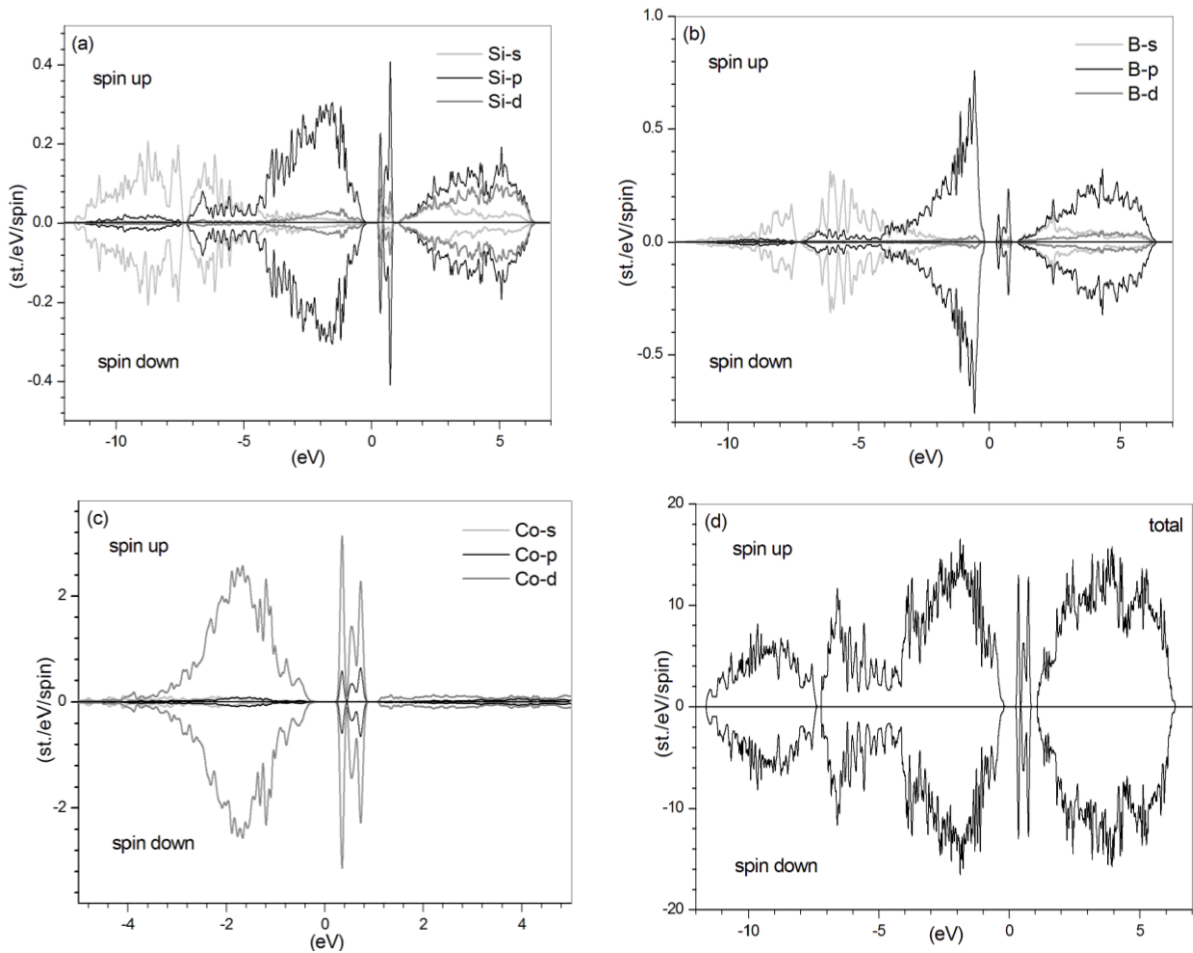 (a)
Si-s
Si-p
Si-d
spin up
spin down
(st./eV/spin)
0.4
0.2
0.0
-0.2
-0.4
-10
-5
0
5
(eV)
(b)
B-s
B-p
B-d
spin up
spin down
(st./eV/spin)
1.0
0.5
0.0
-0.5
-10
-5
0
5
(eV)
(c)
Co-s
Co-p
Co-d
spin up
spin down
(st./eV/spin)
2
0
-2
-4
-2
0
2
4
(eV)
(d)
total
spin up
spin down
(st./eV/spin)
20
10
0
-10
-20
-10
-5
0
5
(eV)